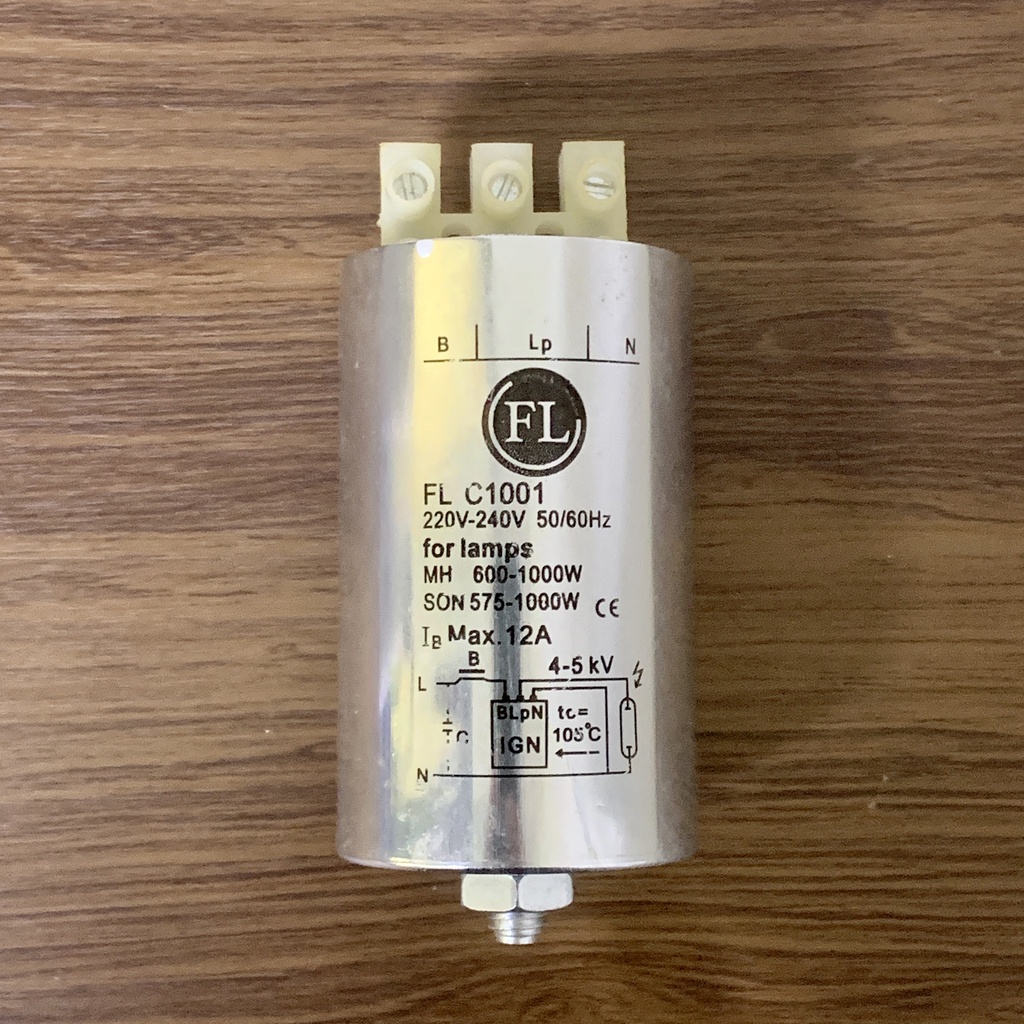 B Lp N
FL
FL C1001
220V-240V 50/60Hz
for lamps
MH 600-1000W
SON 575-1000W CE
IB Max.12A
B
4-5 kV
L
BLpN tc=
C IGN 105°C
N